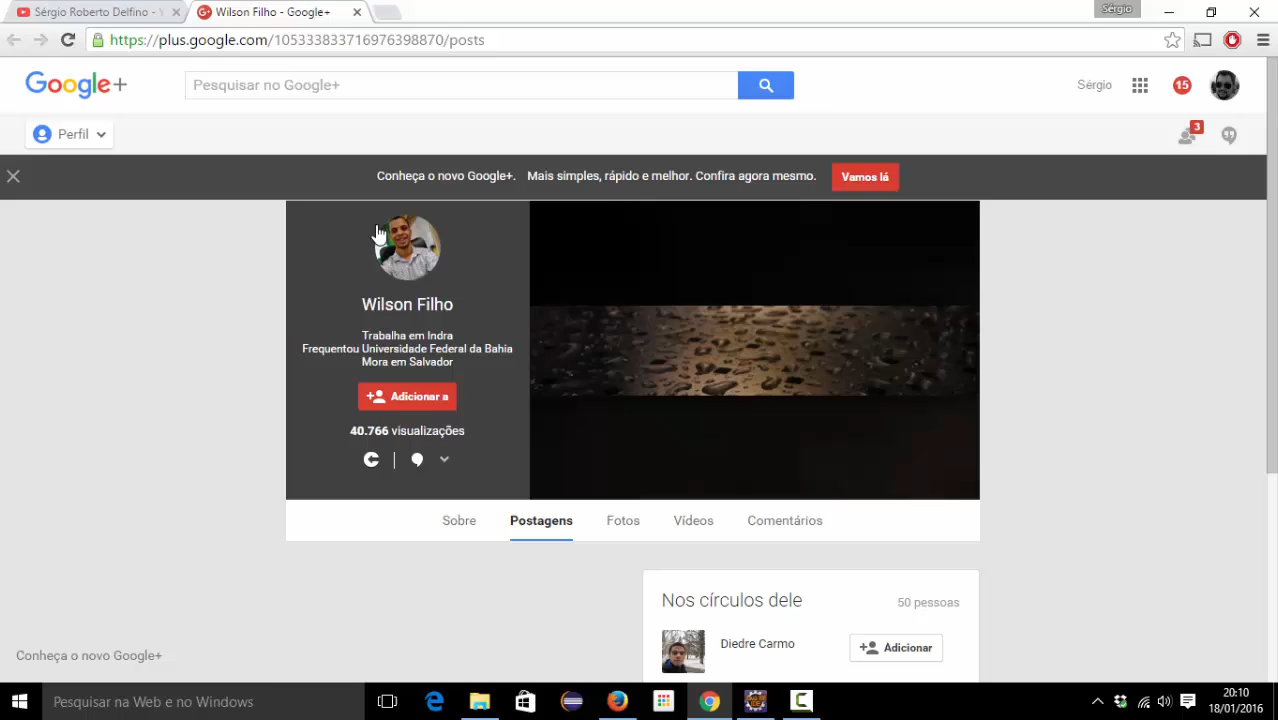 Sérgio Roberto Delfino - Y
Wilson Filho - Google+
Sérgio
https://plus.google.com/105333833716976398870/posts
Google+
Pesquisar no Google+
Sérgio
15
Perfil
3
Conheça o novo Google+. Mais simples, rápido e melhor. Confira agora mesmo.
Vamos lá
Wilson Filho
Trabalha em Indra
Frequentou Universidade Federal da Bahia
Mora em Salvador
Adicionar a
40.766 visualizações
Sobre
Postagens
Fotos
Vídeos
Comentários
Nos círculos dele
50 pessoas
Diedre Carmo
Adicionar
Conheça o novo Google+
Pesquisar na Web e no Windows
20:10
18/01/2016